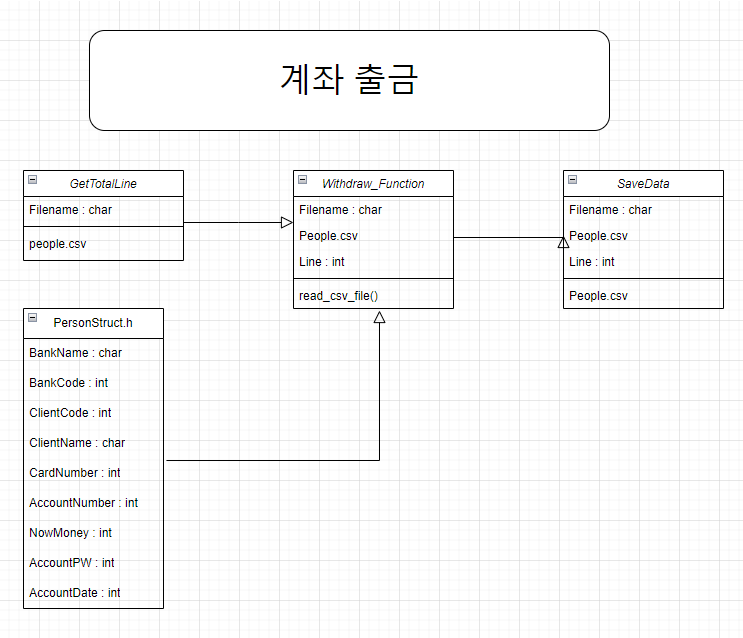 계좌 출금
GetTotalLine
Filename : char
people.csv
Withdraw_Function
Filename : char
People.csv
Line : int
read_csv_file()
SaveData
Filename : char
People.csv
Line : int
People.csv
PersonStruct.h
BankName : char
BankCode : int
ClientCode : int
ClientName : char
CardNumber : int
AccountNumber : int
NowMoney : int
AccountPW : int
AccountDate : int